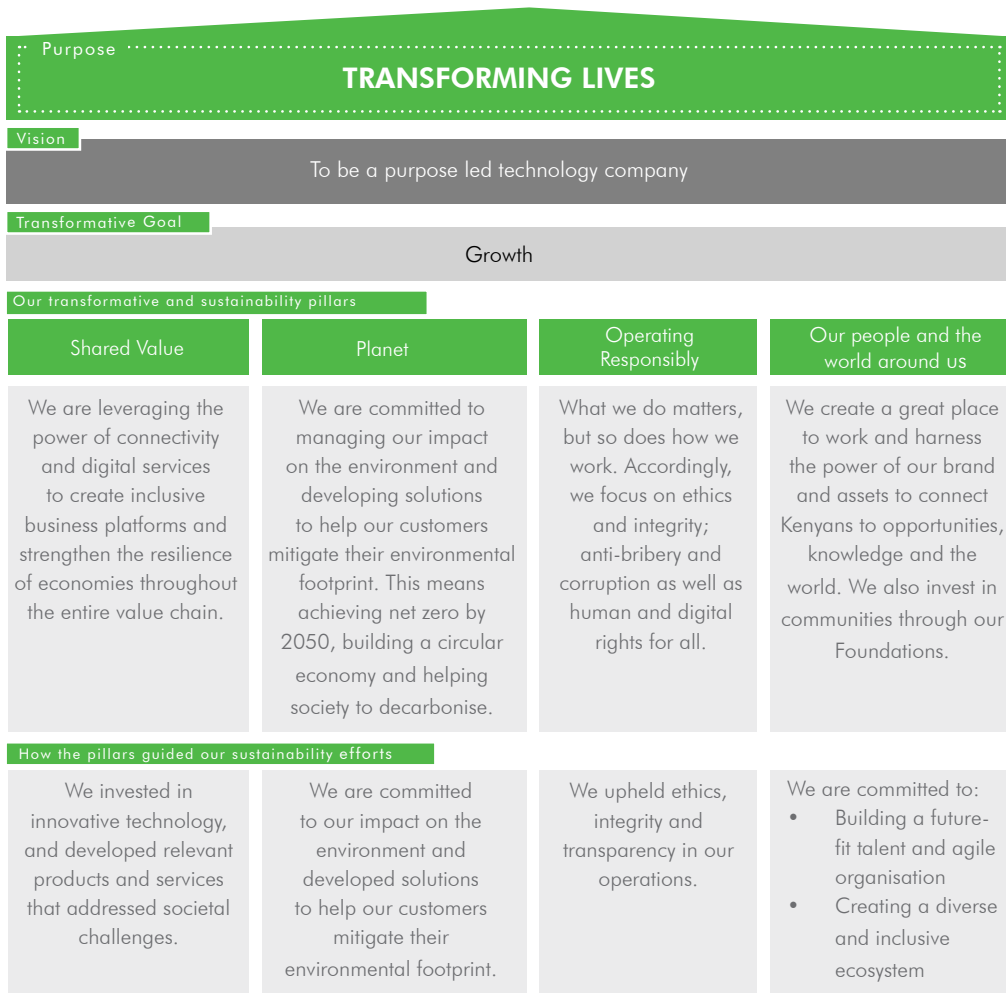 Purpose
TRANSFORMING LIVES
Vision
To be a purpose led technology company
Transformative Goal
Growth
Our transformative and sustainability pillars
Shared Value
We are leveraging the
power of connectivity
and digital services
to create inclusive
business platforms and
strengthen the resilience
of economies throughout
the entire value chain.
Planet
We are committed to
managing our impact
on the environment and
developing solutions
to help our customers
mitigate their environmental
footprint. This means
achieving net zero by
2050, building a circular
economy and helping
society to decarbonise.
Operating
Responsibly
What we do matters,
but so does how we
work. Accordingly,
we focus on ethics
and integrity;
anti-bribery and
corruption as well as
human and digital
rights for all.
Our people and the
world around us
We create a great place
to work and harness
the power of our brand
and assets to connect
Kenyans to opportunities,
knowledge and the
world. We also invest in
communities through our
Foundations.
How the pillars guided our sustainability efforts
We invested in
innovative technology,
and developed relevant
products and services
that addressed societal
challenges.
We are committed
to our impact on the
environment and
developed solutions
to help our customers
mitigate their
environmental footprint.
We upheld ethics,
integrity and
transparency in our
operations.
We are committed to:
• Building a future-
fit talent and agile
organisation
• Creating a diverse
and inclusive
ecosystem